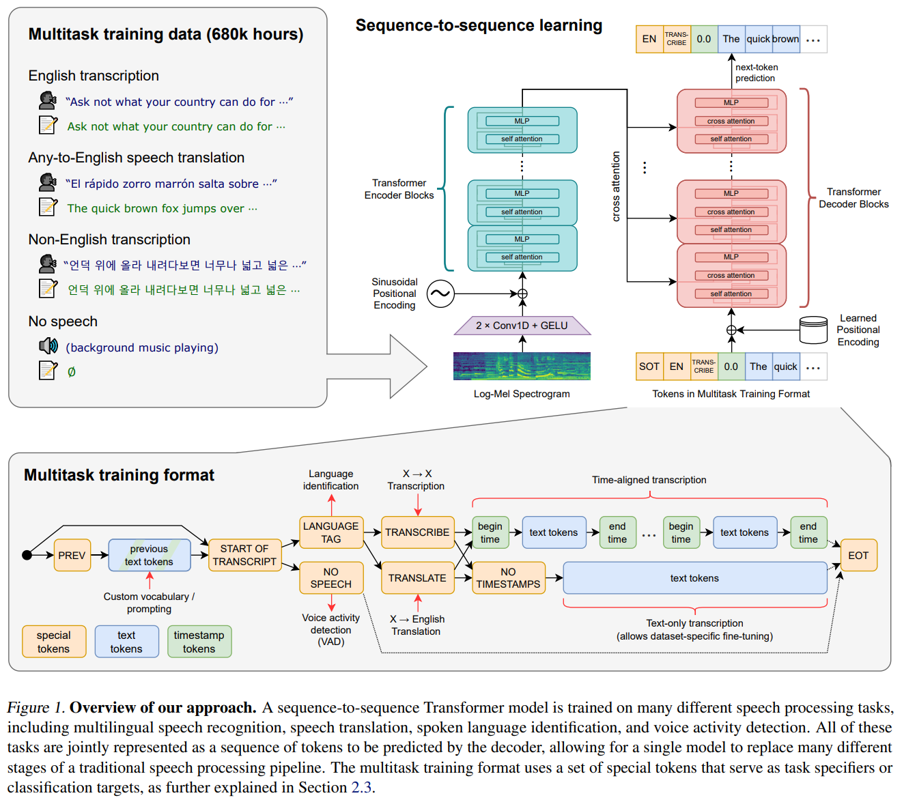 Multitask training data (680k hours)
English transcription
“Ask not what your country can do for ⋯”
Ask not what your country can do for ⋯
Any-to-English speech translation
“El rápido zorro marrón salta sobre ⋯”
The quick brown fox jumps over ⋯
Non-English transcription
“언덕 위에 올라 내려다보면 너무나 넓고 넓은 ⋯”
언덕 위에 올라 내려다보면 너무나 넓고 넓은 ⋯
No speech
(background music playing)
Ø
Sequence-to-sequence learning
EN TRANS-CRIBE 0.0 The quick brown ⋯
next-token
prediction
MLP
self attention
⋯
MLP
self attention
MLP
self attention
Transformer
Encoder Blocks
Sinusoidal
Positional
Encoding
2 × Conv1D + GELU
Log-Mel Spectrogram
cross attention
⋯
MLP
cross attention
self attention
⋯
MLP
cross attention
self attention
MLP
cross attention
self attention
Transformer
Decoder Blocks
Learned
Positional
Encoding
SOT EN TRANS-CRIBE 0.0 The quick ⋯
Tokens in Multitask Training Format
Multitask training format
PREV
previous
text tokens
Custom vocabulary /
prompting
START OF
TRANSCRIPT
Language
identification
LANGUAGE
TAG
NO
SPEECH
Voice activity
detection
(VAD)
X → X
Transcription
TRANSCRIBE
TRANSLATE
X → English
Translation
NO
TIMESTAMPS
Time-aligned transcription
begin
time
text tokens
end
time
⋯
begin
time
text tokens
end
time
text tokens
Text-only transcription
(allows dataset-specific fine-tuning)
EOT
special
tokens
text
tokens
timestamp
tokens
Figure 1. Overview of our approach. A sequence-to-sequence Transformer model is trained on many different speech processing tasks,
including multilingual speech recognition, speech translation, spoken language identification, and voice activity detection. All of these
tasks are jointly represented as a sequence of tokens to be predicted by the decoder, allowing for a single model to replace many different
stages of a traditional speech processing pipeline. The multitask training format uses a set of special tokens that serve as task specifiers or
classification targets, as further explained in Section 2.3.